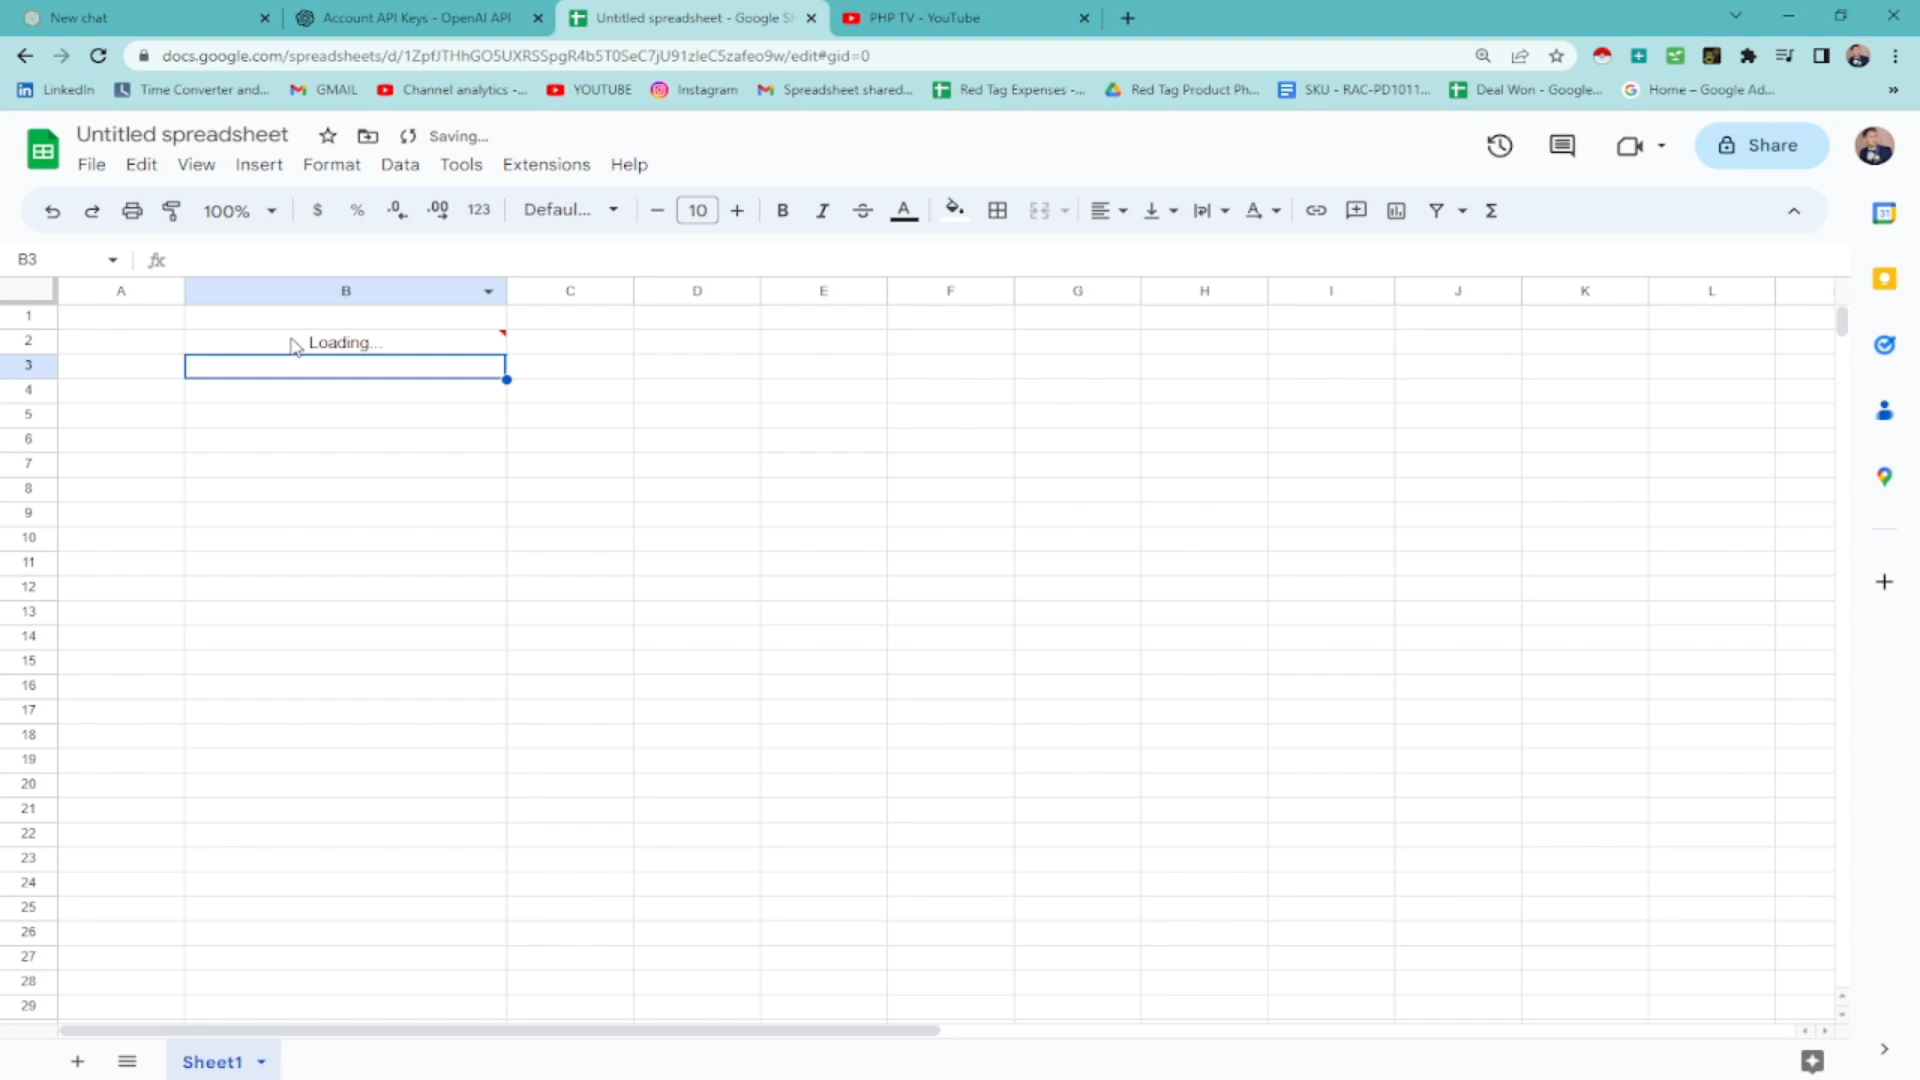 New chat
Account API Keys - OpenAI API
Untitled spreadsheet - Google Sh
PHP TV - YouTube
docs.google.com/spreadsheets/d/1ZpfJTHhGO5UXRSSpgR4b5T0SeC7jU91zleC5zafeo9w/edit#gid=0
LinkedIn
Time Converter and...
GMAIL
Channel analytics -...
YOUTUBE
Instagram
Spreadsheet shared...
Red Tag Expenses -...
Red Tag Product Ph...
SKU - RAC-PD1011...
Deal Won - Google...
Home – Google Ad...
Untitled spreadsheet
Saving...
Share
File
Edit
View
Insert
Format
Data
Tools
Extensions
Help
100%
$
%
.0
.00
123
Defaul...
10
B
I
A
Σ
B3
fx
A
B
C
D
E
F
G
H
I
J
K
L
1
2
Loading...
3
4
5
6
7
8
9
10
11
12
13
14
15
16
17
18
19
20
21
22
23
24
25
26
27
28
29
Sheet1